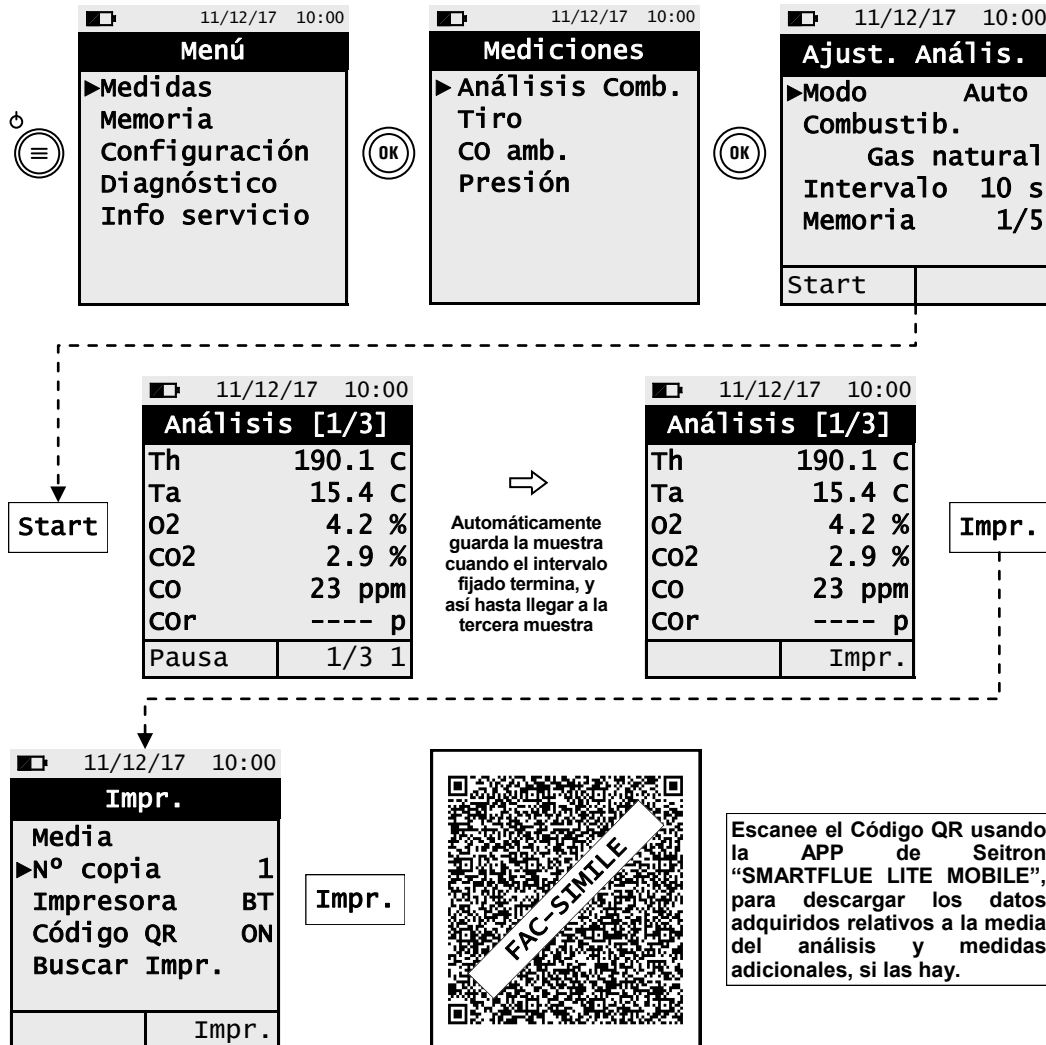 11/12/17 10:00
Menú
►Medidas
Memoria
Configuración
Diagnóstico
Info servicio
OK
11/12/17 10:00
Mediciones
►Análisis Comb.
Tiro
CO amb.
Presión
OK
11/12/17 10:00
Ajust. Anális.
►Modo Auto
Combustib.
Gas natural
Intervalo 10 s
Memoria 1/5
Start
Start
11/12/17 10:00
Análisis [1/3]
Th 190.1 C
Ta 15.4 C
O2 4.2 %
CO2 2.9 %
CO 23 ppm
COr ---- p
Pausa 1/3 1
Automáticamente
guarda la muestra
cuando el intervalo
fijado termina, y
así hasta llegar a la
tercera muestra
11/12/17 10:00
Análisis [1/3]
Th 190.1 C
Ta 15.4 C
O2 4.2 %
CO2 2.9 %
CO 23 ppm
COr ---- p
Impr.
Impr.
11/12/17 10:00
Impr.
Media
►Nº copia 1
Impresora BT
Código QR ON
Buscar Impr.
Impr.
Impr.
FAC-SIMILE
Escanee el Código QR usando
la APP de Seitron
“SMARTFLUE LITE MOBILE”,
para descargar los datos
adquiridos relativos a la media
del análisis y medidas
adicionales, si las hay.